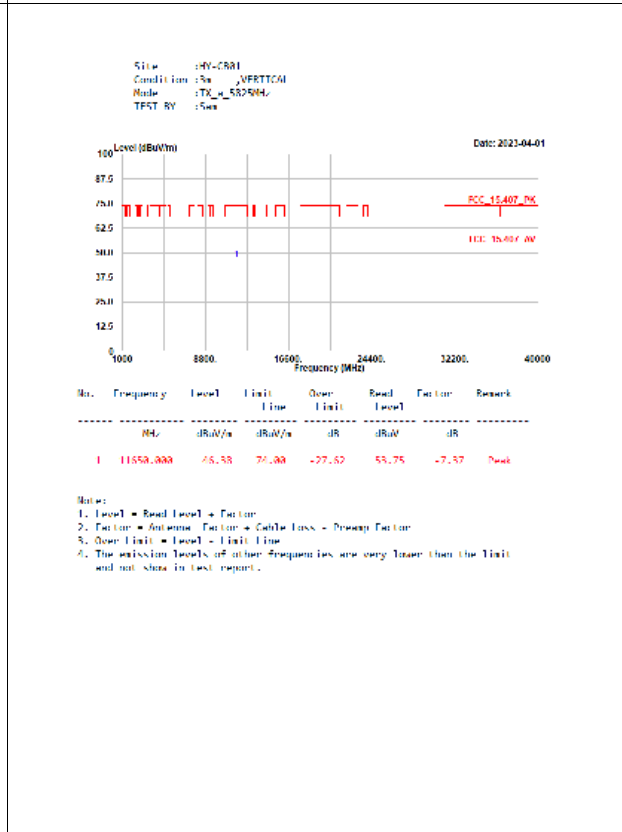 Site :HY-CB01
Condition :3m ,VERTICAL
Mode :TX_a_5825MHz
TEST BY :Sam
Level (dBuV/m)
Date: 2023-04-01
100
87.5
75.0
FCC_15.407_PK
62.5
FCC_15.407_AV
50.0
1
37.5
25.0
12.5
0
1000 8800. 16600. 24400. 32200. 40000
Frequency (MHz)
No. Frequency Level Limit Over Read Factor Remark
Line Limit Level
MHz dBuV/m dBuV/m dB dBuV dB
1 11650.000 46.38 74.00 -27.62 53.75 -7.37 Peak
Note:
1. Level = Read Level + Factor
2. Factor = Antenna Factor + Cable Loss - Preamp Factor
3. Over Limit = Level - Limit Line
4. The emission levels of other frequencies are very lower than the limit
and not show in test report.